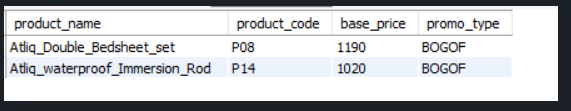 product_name product_code base_price promo_type
Atliq_Double_Bedsheet_set P08 1190 BOGOF
Atliq_waterproof_Immersion_Rod P14 1020 BOGOF